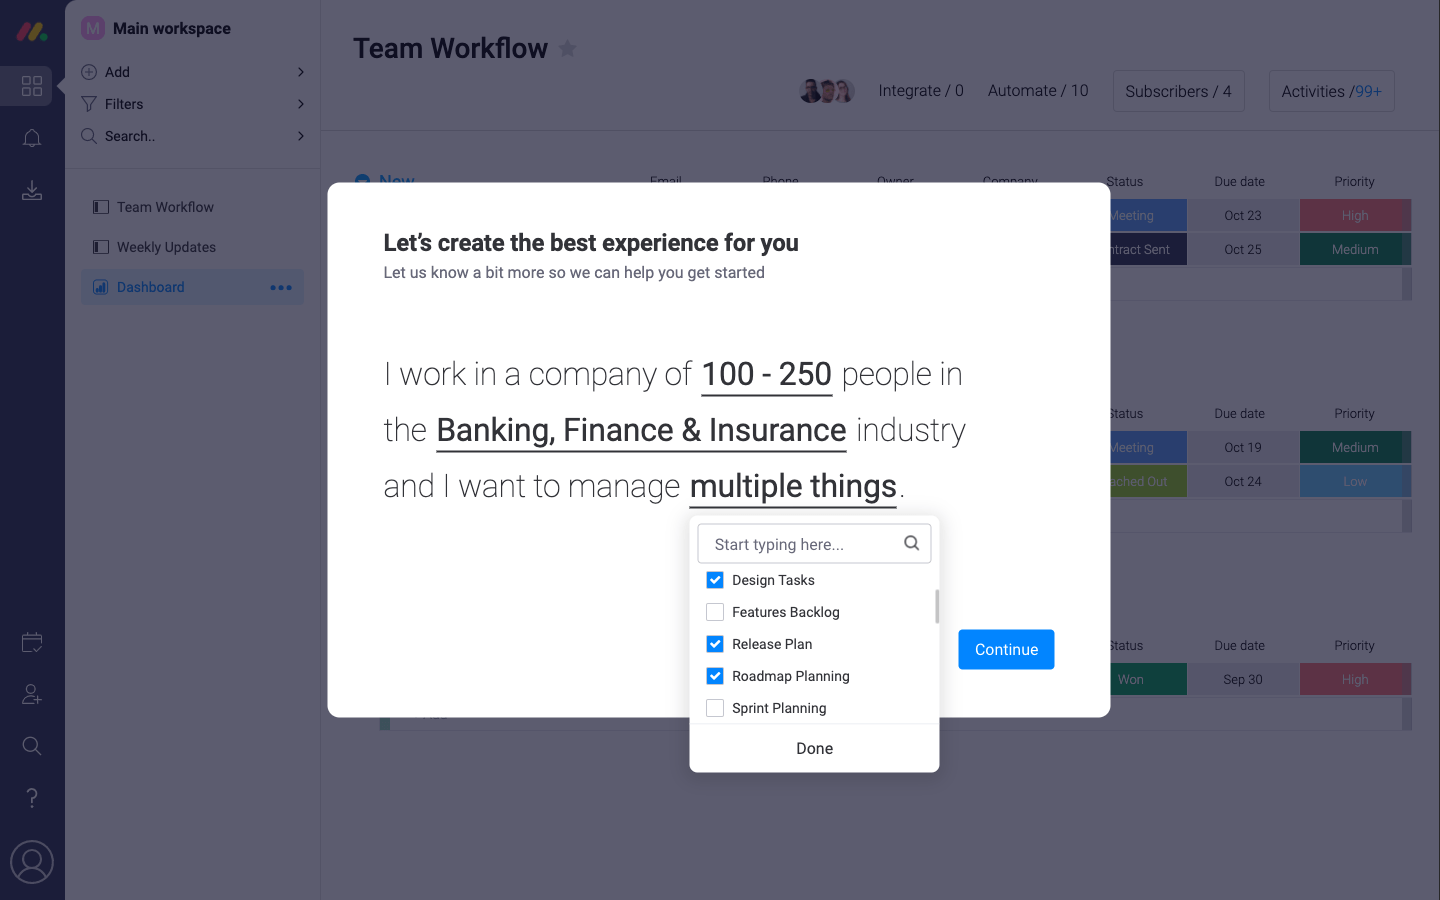 M Main workspace
Add
Filters
Search..
Team Workflow
Weekly Updates
Dashboard
Team Workflow
Integrate / 0
Automate / 10
Subscribers / 4
Activities /99+
Now
Email Phone Owner Company Status Due date Priority
Meeting Oct 23 High
ntract Sent Oct 25 Medium
Status Due date Priority
Meeting Oct 19 Medium
ached Out Oct 24 Low
Status Due date Priority
Won Sep 30 High
Let's create the best experience for you
Let us know a bit more so we can help you get started
I work in a company of 100 - 250 people in
the Banking, Finance & Insurance industry
and I want to manage multiple things.
Start typing here...
Design Tasks
Features Backlog
Release Plan
Roadmap Planning
Sprint Planning
Done
Continue